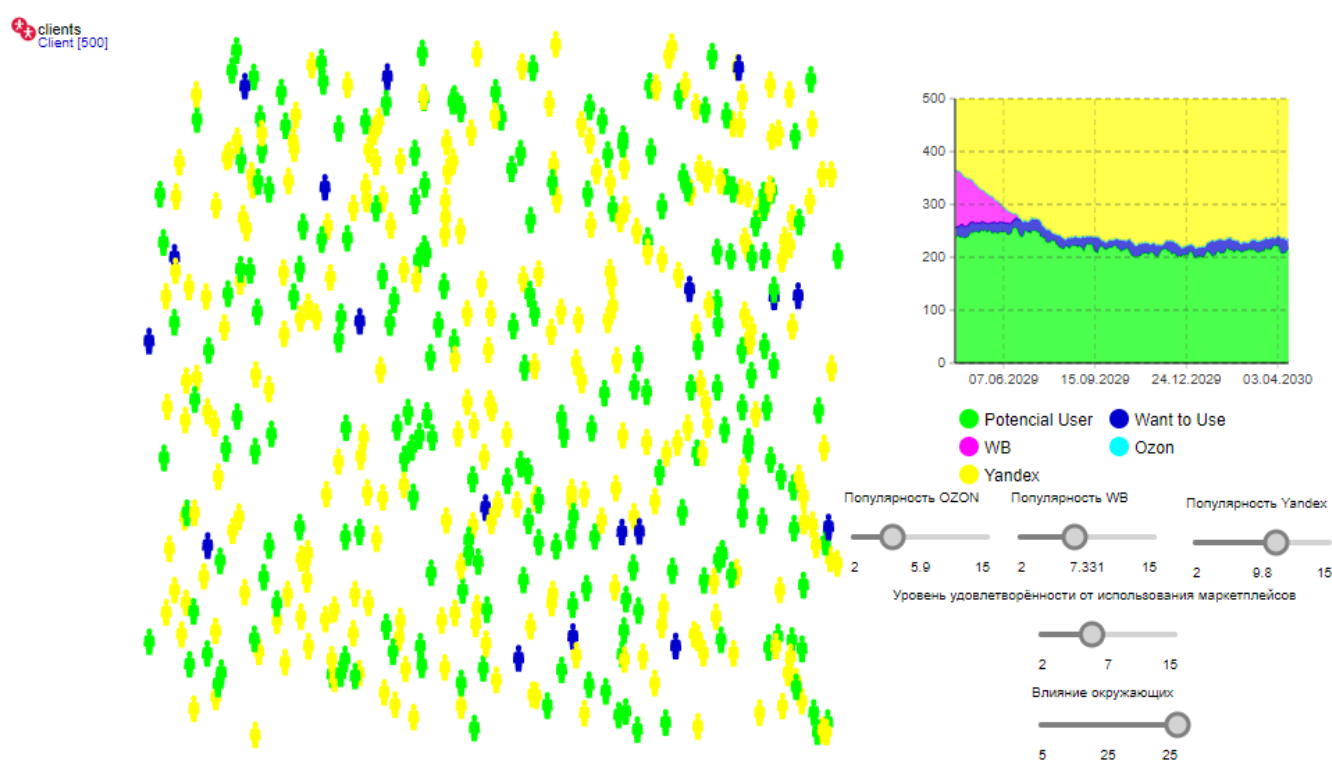 clients
Client [500]
500
400
300
200
100
0
07.06.2029 15.09.2029 24.12.2029 03.04.2030
Potencial User Want to Use
WB Ozon
Yandex
Популярность OZON Популярность WB Популярность Yandex
2 5.9 15 2 7.331 15 2 9.8 15
Уровень удовлетворённости от использования маркетплейсов
2 7 15
Влияние окружающих
5 25 25